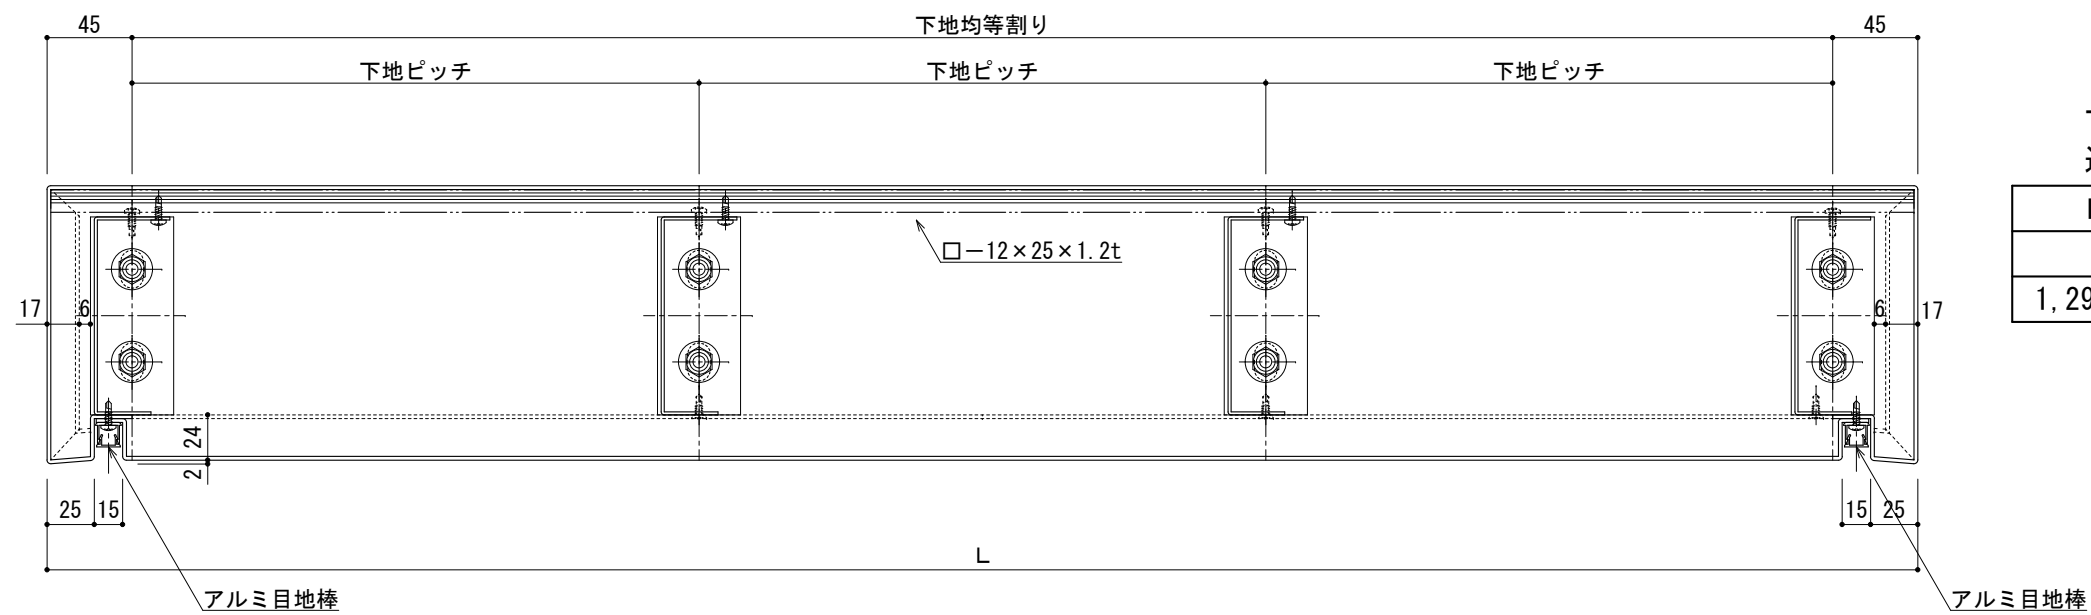 45 下地均等割り 45
下地ピッチ 下地ピッチ 下地ピッチ
□−12×25×1.2t
17 6 6 17
1,29
24
2
25 15 15 25
L
アルミ目地棒 アルミ目地棒